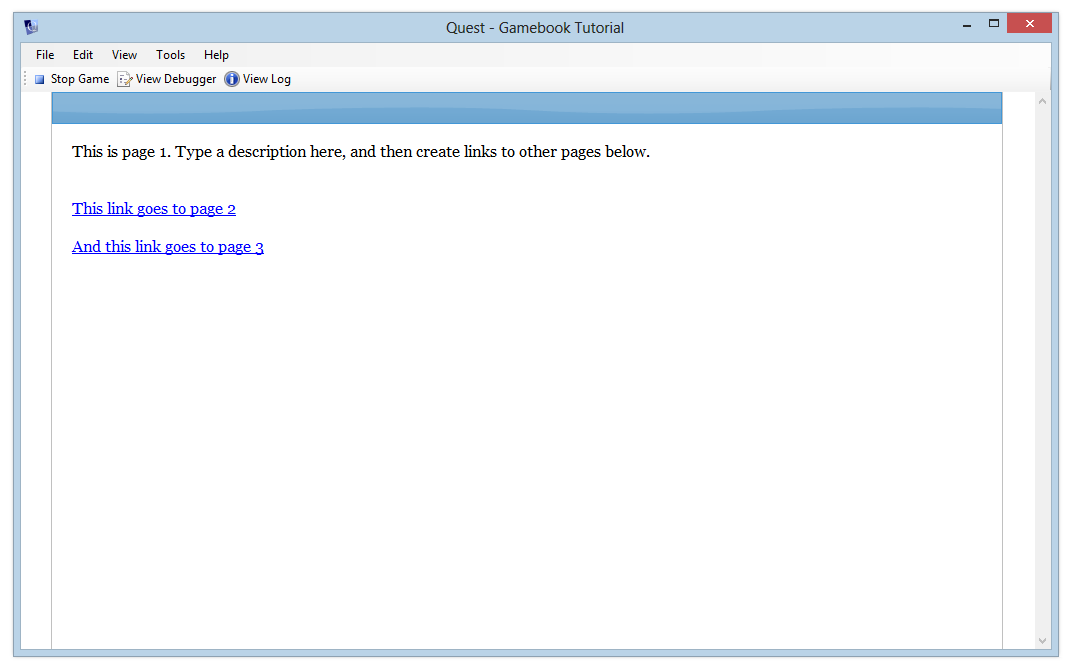 Quest - Gamebook Tutorial
File Edit View Tools Help
Stop Game View Debugger View Log
This is page 1. Type a description here, and then create links to other pages below.
This link goes to page 2
And this link goes to page 3